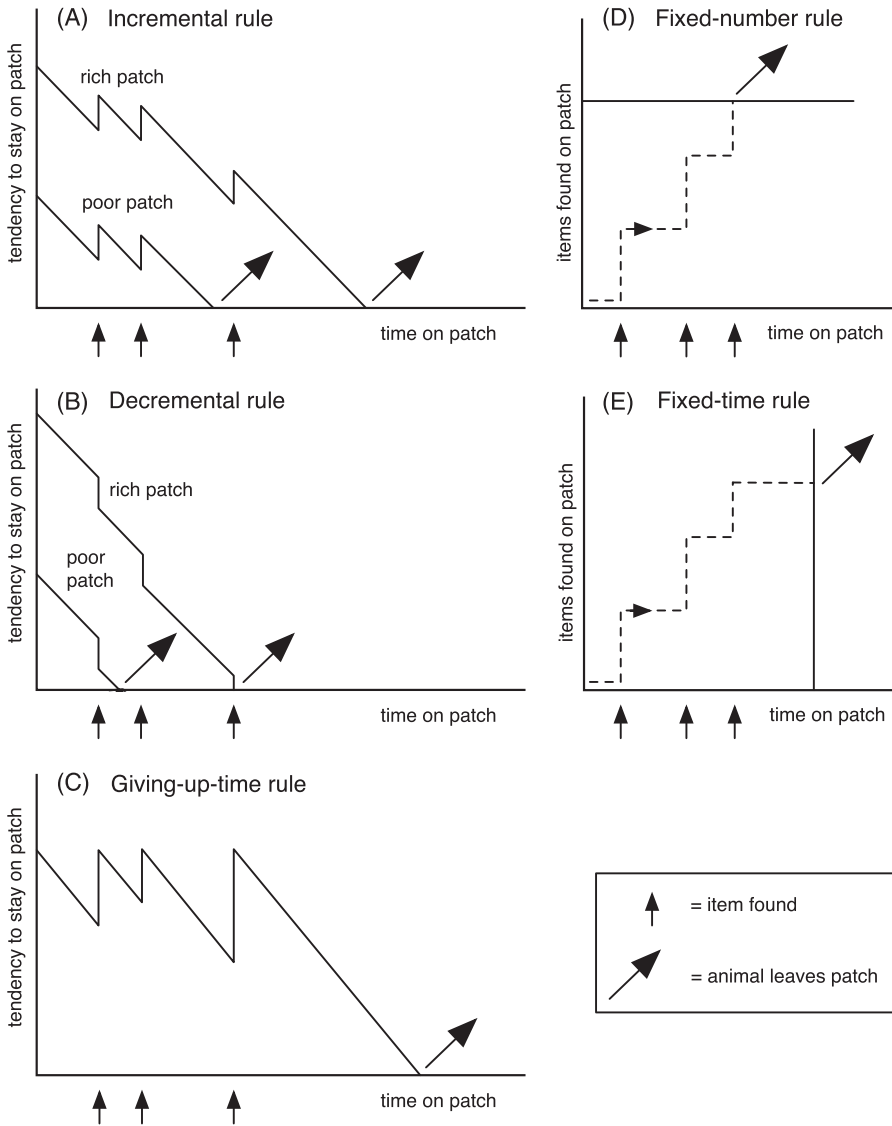 (A) Incremental rule
tendency to stay on patch
rich patch
poor patch
time on patch
(B) Decremental rule
tendency to stay on patch
rich patch
poor
patch
time on patch
(C) Giving-up-time rule
tendency to stay on patch
time on patch
(D) Fixed-number rule
items found on patch
time on patch
(E) Fixed-time rule
items found on patch
time on patch
= item found
= animal leaves patch